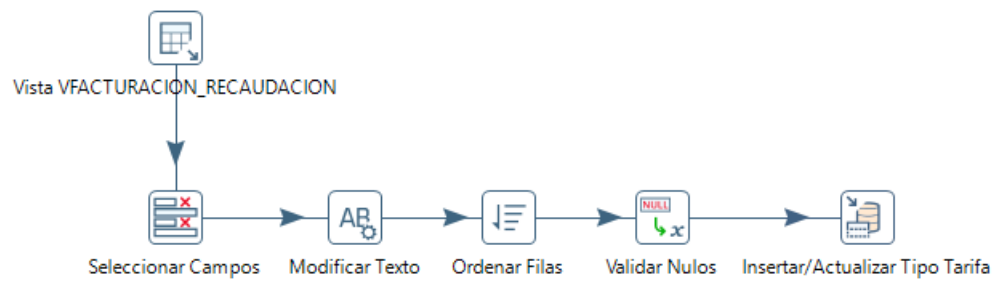 Vista VFACTURACION_RECAUDACION
Seleccionar Campos
AB
Modificar Texto
Ordenar Filas
NULL
x
Validar Nulos
Insertar/Actualizar Tipo Tarifa